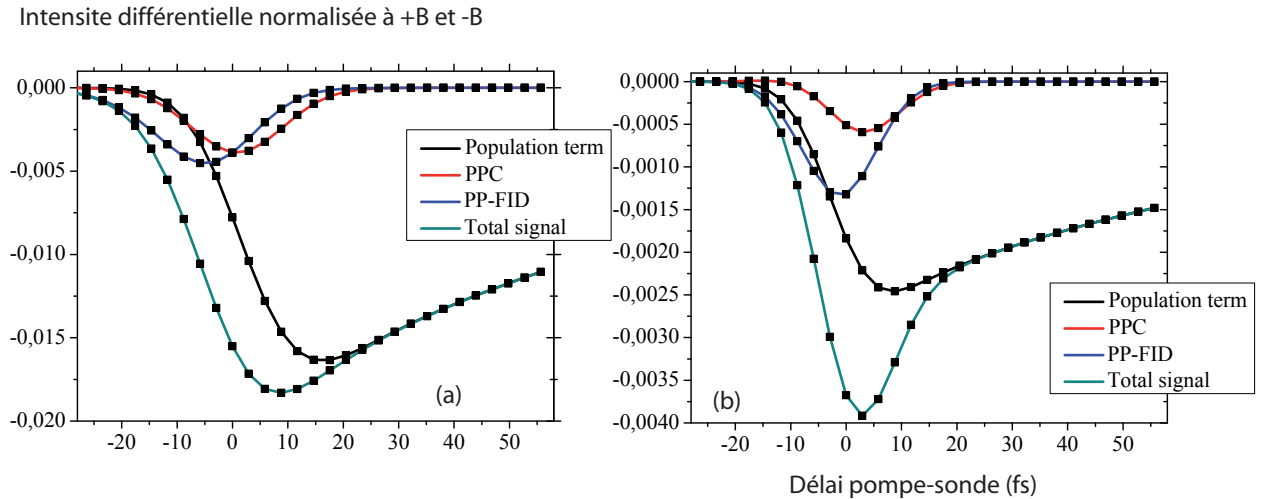 Intensite différentielle normalisée à +B et -B
0,000
-0,005
-0,010
-0,015
-0,020
-20 -10 0 10 20 30 40 50
Population term
PPC
PP-FID
Total signal
(a)
0,0000
-0,0005
-0,0010
-0,0015
-0,0020
-0,0025
-0,0030
-0,0035
-0,0040
-20 -10 0 10 20 30 40 50
Population term
PPC
PP-FID
Total signal
(b)
Délai pompe-sonde (fs)